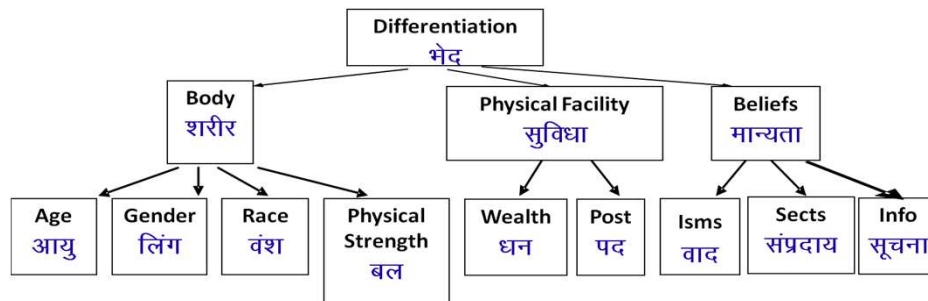 Differentiation
भेद
Body
शरीर
Physical Facility
सुविधा
Beliefs
मान्यता
Age
आयु
Gender
लिंग
Race
वंश
Physical
Strength
बल
Wealth
धन
Post
पद
Isms
वाद
Sects
संप्रदाय
Info
सूचना